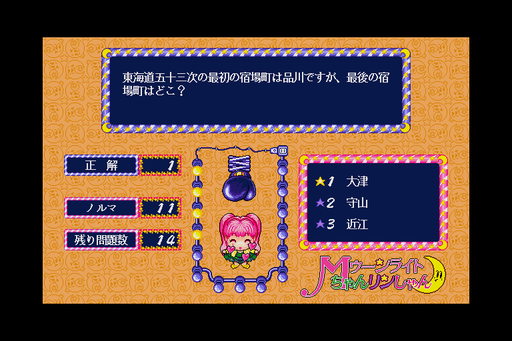 東海道五十三次の最初の宿場町は品川ですが、最後の宿
場町はどこ？
正解 1
ノルマ 11
残り問題数 14
★1 大津
★2 守山
★3 近江
Mゥーンライト
ちゃんリンしゃん